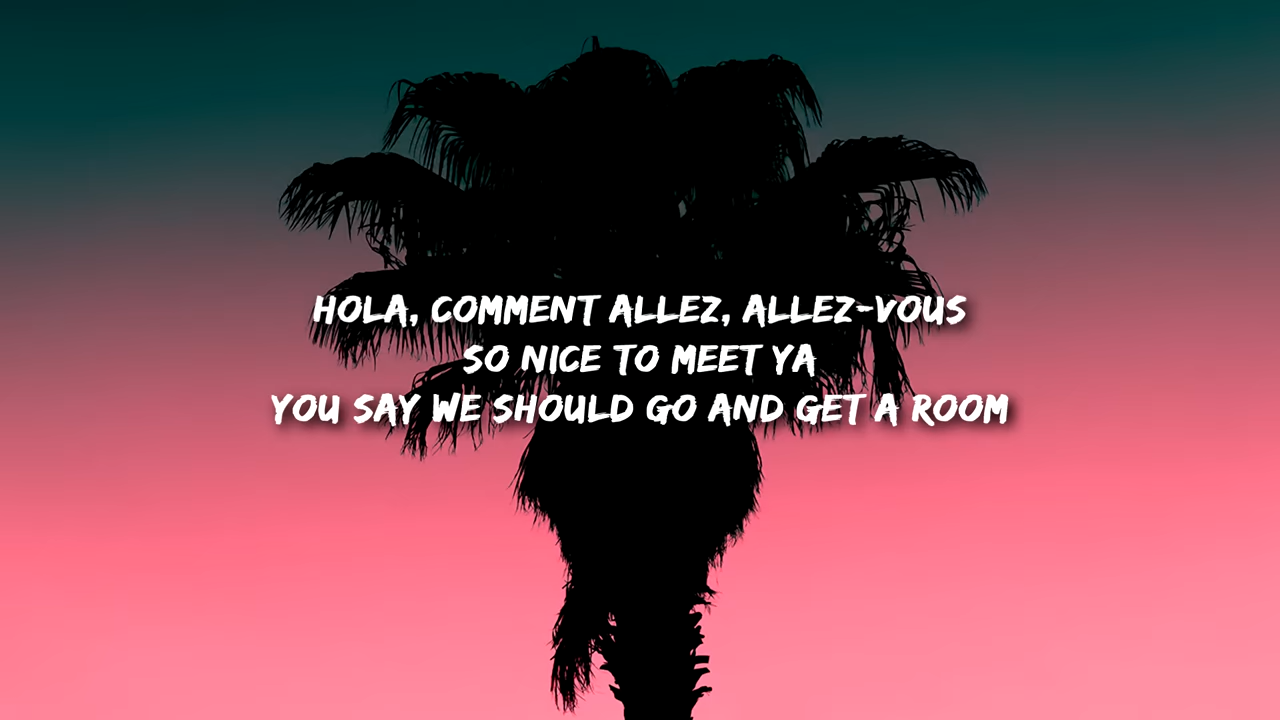 HOLA, COMMENT ALLEZ, ALLEZ-VOUS
SO NICE TO MEET YA
YOU SAY WE SHOULD GO AND GET A ROOM